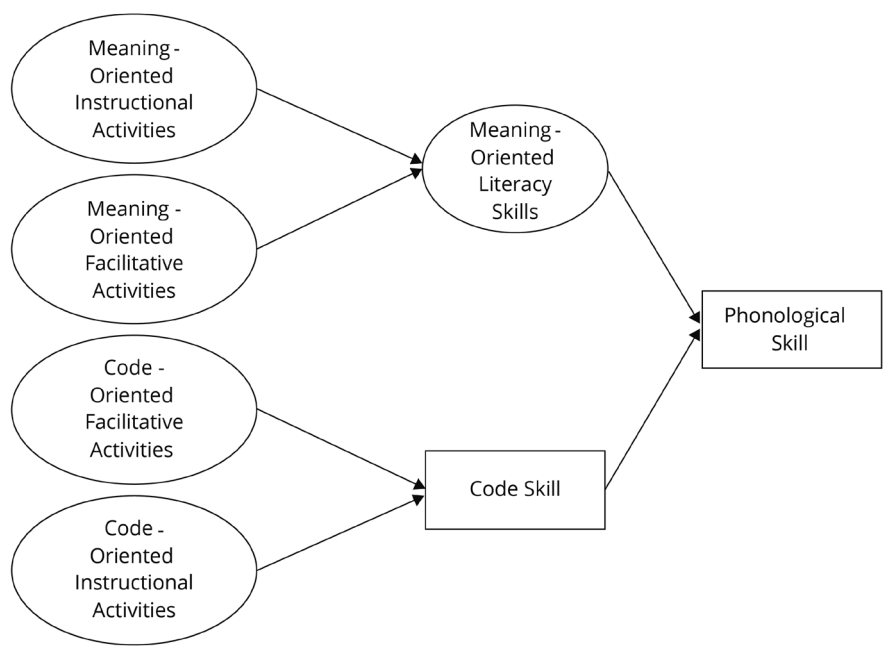 Meaning -
Oriented
Instructional
Activities
Meaning -
Oriented
Facilitative
Activities
Code -
Oriented
Facilitative
Activities
Code -
Oriented
Instructional
Activities
Meaning -
Oriented
Literacy
Skills
Code Skill
Phonological
Skill